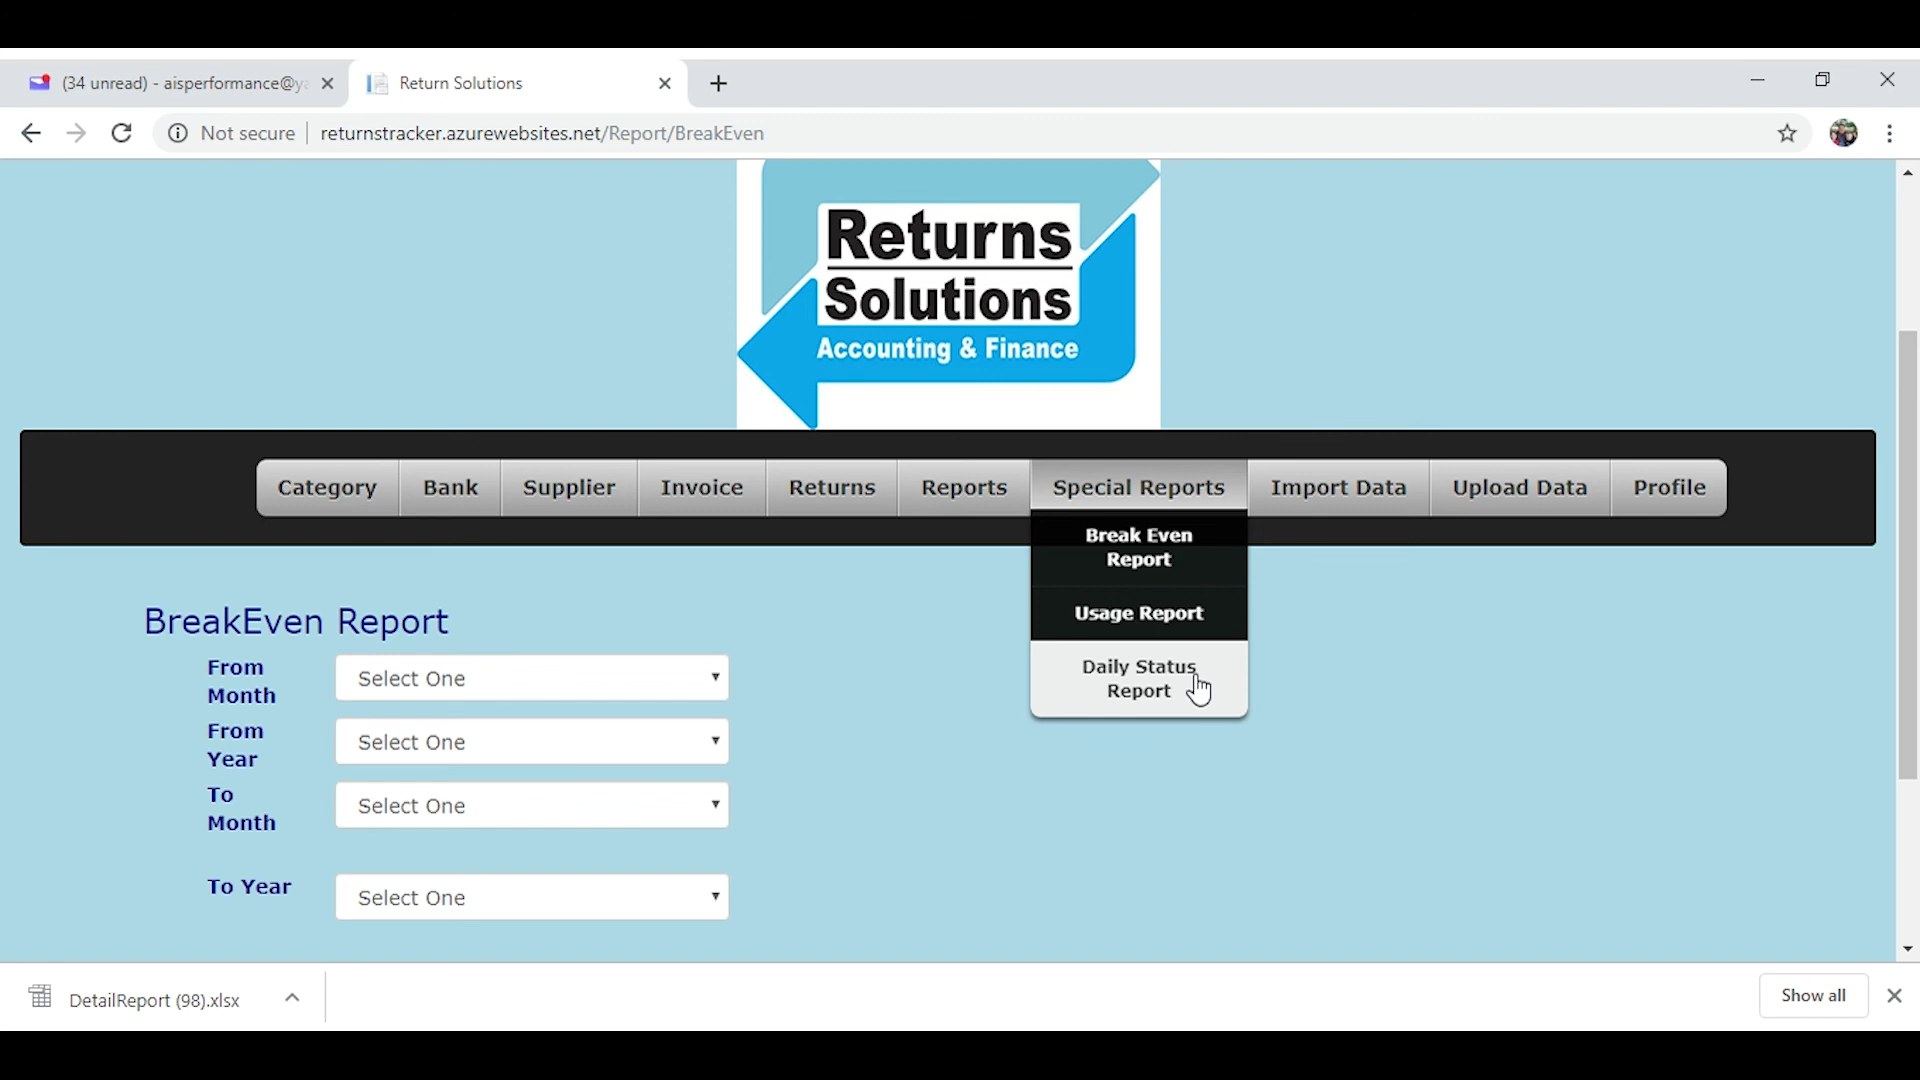 (34 unread) - aisperformance@ya
Return Solutions
Not secure
returnstracker.azurewebsites.net/Report/BreakEven
Returns
Solutions
Accounting & Finance
Category
Bank
Supplier
Invoice
Returns
Reports
Special Reports
Import Data
Upload Data
Profile
Break Even
Report
Usage Report
Daily Status
Report
BreakEven Report
From
Month
Select One
From
Year
Select One
To
Month
Select One
To Year
Select One
DetailReport (98).xlsx
Show all